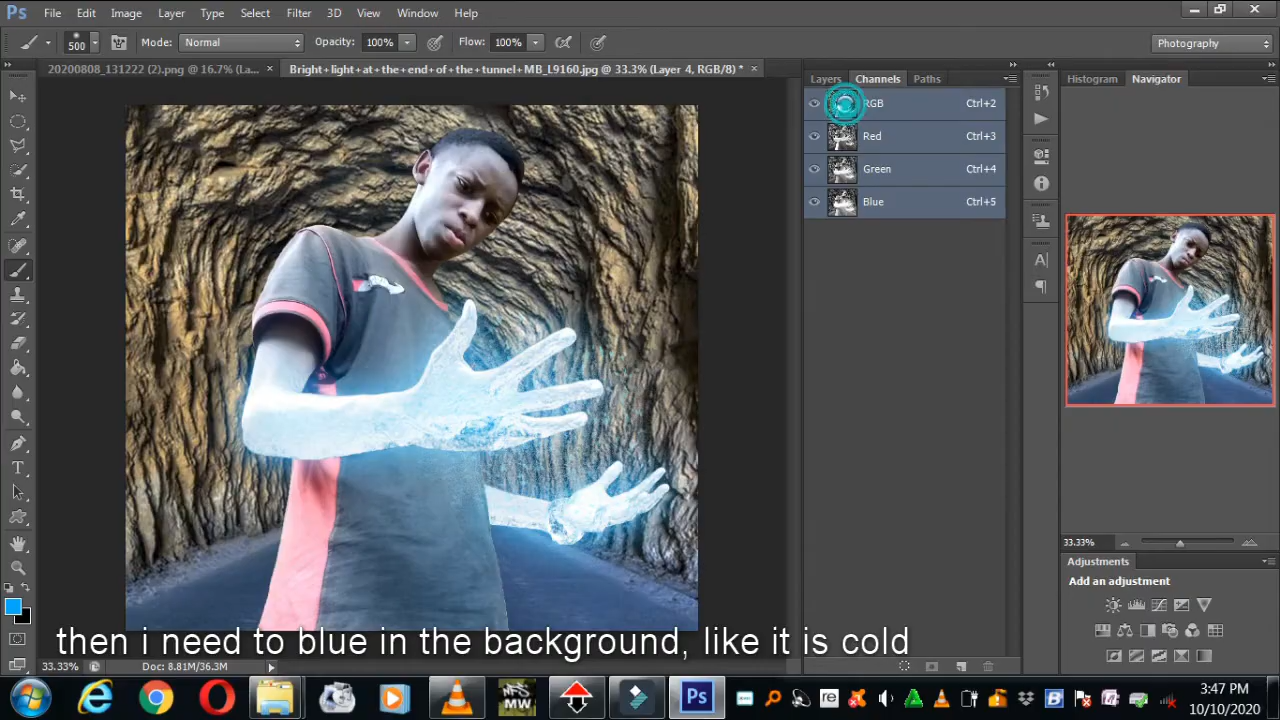 Ps File Edit Image Layer Type Select Filter 3D View Window Help
500 Mode: Normal Opacity: 100% Flow: 100% Photography
20200808_131222 (2).png @ 16.7% (La... × Bright+light+at+the+end+of+the+tunnel+MB_L9160.jpg @ 33.3% (Layer 4, RGB/8) * ×
Layers Channels Paths
Histogram Navigator
RGB Ctrl+2
Red Ctrl+3
Green Ctrl+4
Blue Ctrl+5
33.33%
Adjustments
Add an adjustment
then i need to blue in the background, like it is cold
33.33% Doc: 8.81M/36.3M
NFS
MW
Ps
re
B
3:47 PM
10/10/2020